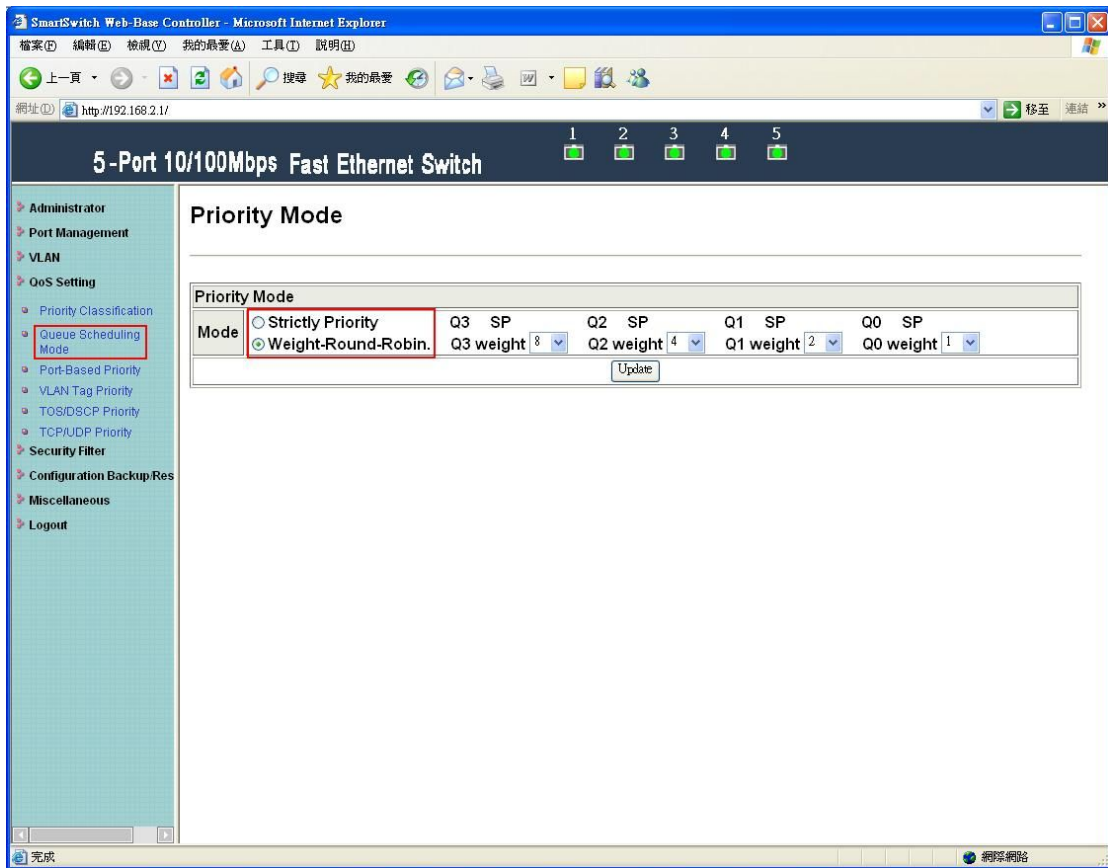 SmartSwitch Web-Base Controller - Microsoft Internet Explorer
檔案(F) 編輯(E) 檢視(V) 我的最愛(A) 工具(T) 說明(H)
上一頁 搜尋 我的最愛
網址(D) http://192.168.2.1/ 移至 連結 »
1 2 3 4 5
5-Port 10/100Mbps Fast Ethernet Switch
Administrator
Port Management
VLAN
QoS Setting
Priority Classification
Queue Scheduling
Mode
Port-Based Priority
VLAN Tag Priority
TOS/DSCP Priority
TCP/UDP Priority
Security Filter
Configuration Backup/Res
Miscellaneous
Logout
Priority Mode
Priority Mode
Mode
Strictly Priority Q3 SP Q2 SP Q1 SP Q0 SP
Weight-Round-Robin. Q3 weight 8 Q2 weight 4 Q1 weight 2 Q0 weight 1
Update
完成 網際網路